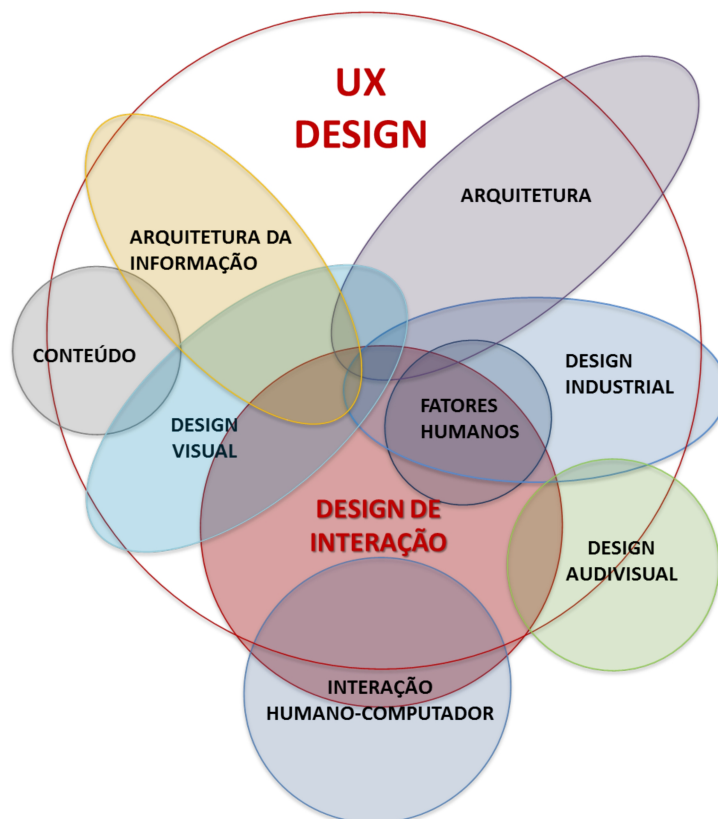 UX
DESIGN
ARQUITETURA
ARQUITETURA DA
INFORMAÇÃO
CONTEÚDO
DESIGN
INDUSTRIAL
FATORES
HUMANOS
DESIGN
VISUAL
DESIGN DE
INTERAÇÃO
DESIGN
AUDIVISUAL
INTERAÇÃO
HUMANO-COMPUTADOR